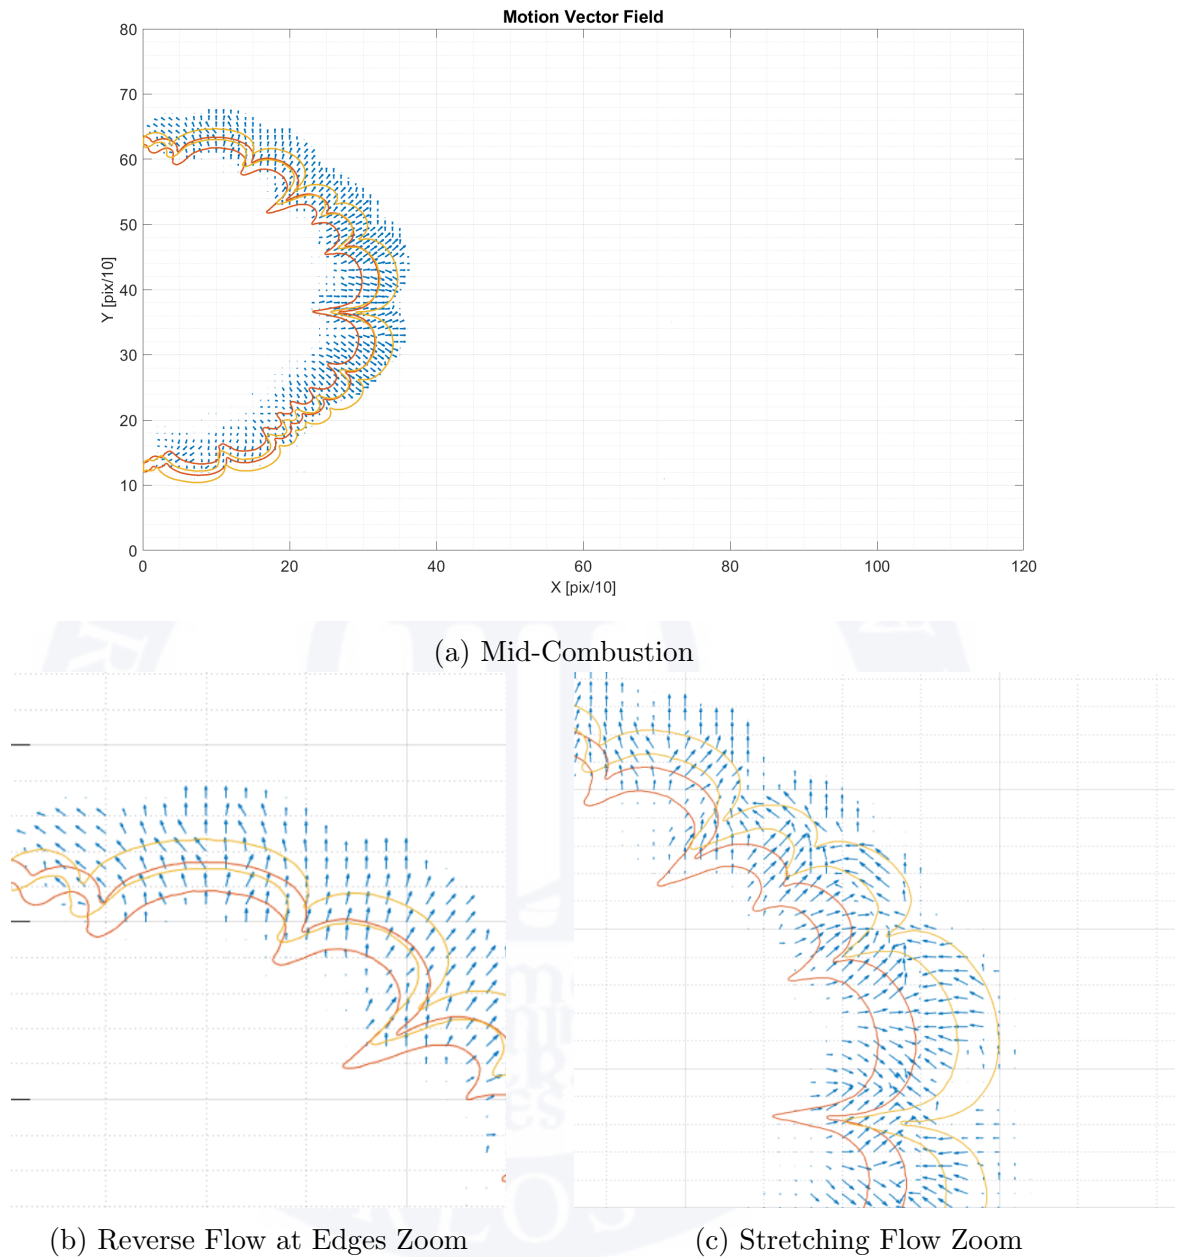 Motion Vector Field
80
70
60
50
40
30
20
10
0
Y [pix/10]
0 20 40 60 80 100 120
X [pix/10]
(a) Mid-Combustion
(b) Reverse Flow at Edges Zoom
(c) Stretching Flow Zoom